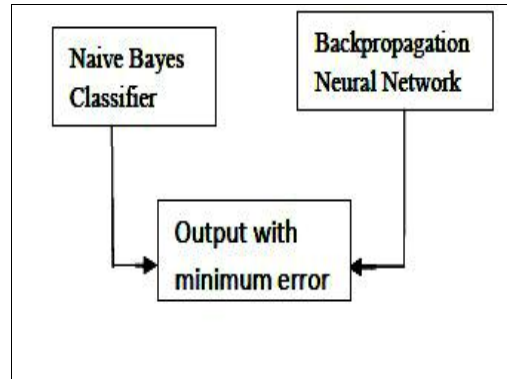 Naive Bayes
Classifier
Backpropagation
Neural Network
Output with
minimum error